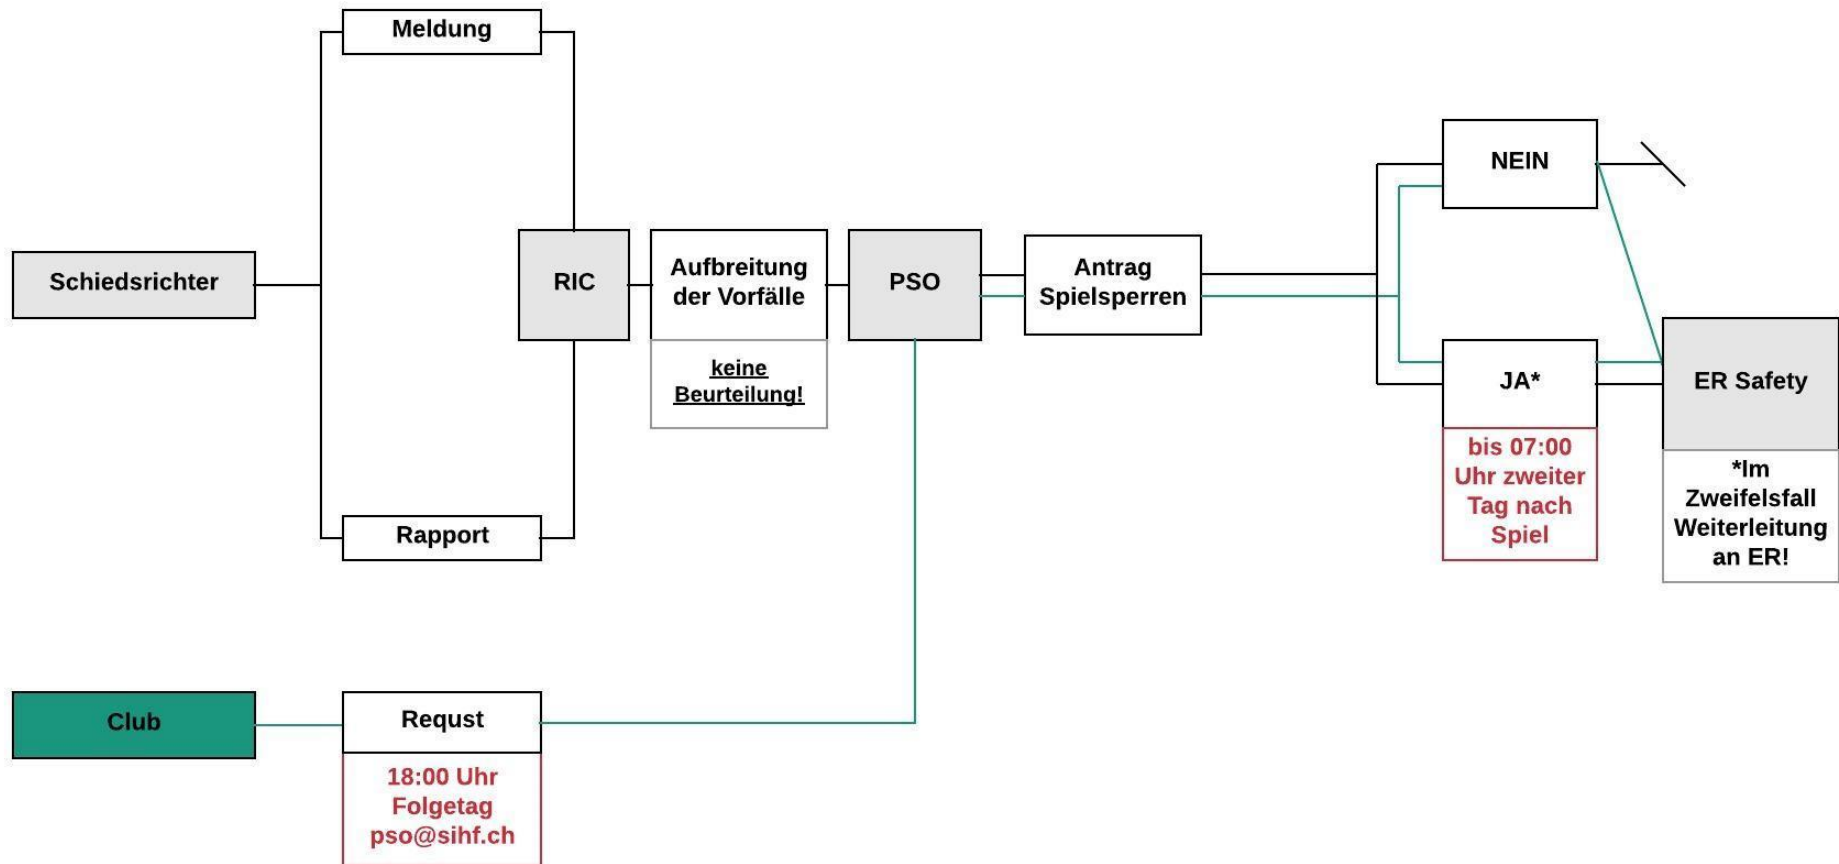 Meldung
Schiedsrichter
RIC
Aufbreitung
der Vorfälle
keine
Beurteilung!
PSO
Antrag
Spielsperren
NEIN
JA*
bis 07:00
Uhr zweiter
Tag nach
Spiel
ER Safety
*Im
Zweifelsfall
Weiterleitung
an ER!
Rapport
Club
Requst
18:00 Uhr
Folgetag
pso@sihf.ch